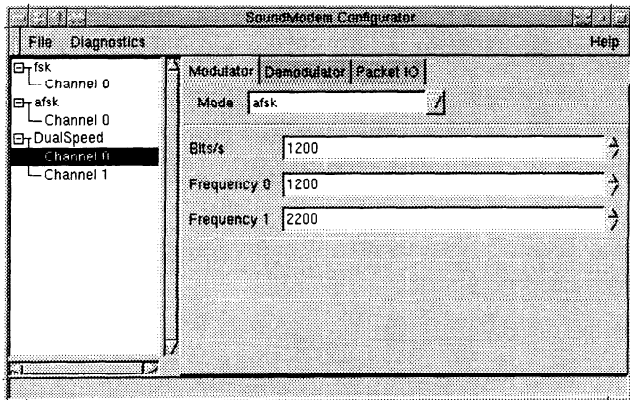 SoundModem Configurator
File Diagnostics Help
fsk
Channel 0
afsk
Channel 0
DualSpeed
Channel 0
Channel 1
Modulator Demodulator Packet IO
Mode afsk
Bits/s 1200
Frequency 0 1200
Frequency 1 2200